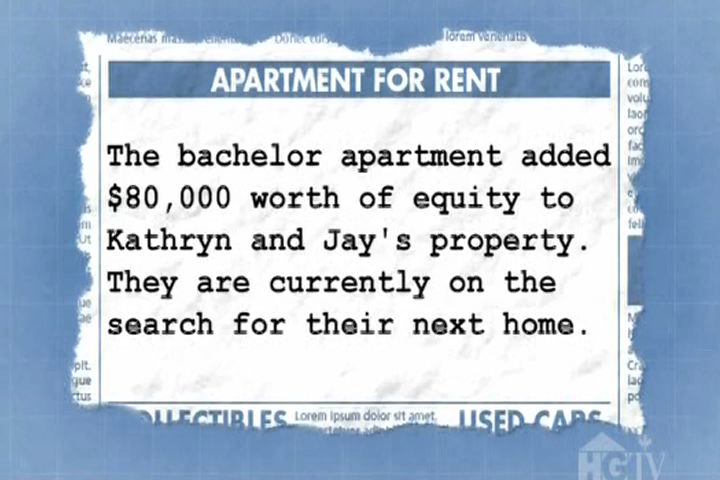 lorem venenatis
APARTMENT FOR RENT
The bachelor apartment added
$80,000 worth of equity to
Kathryn and Jay's property.
They are currently on the
search for their next home.
COLLECTIBLES Lorem ipsum dolor sit amet. USED CARS
HGTV